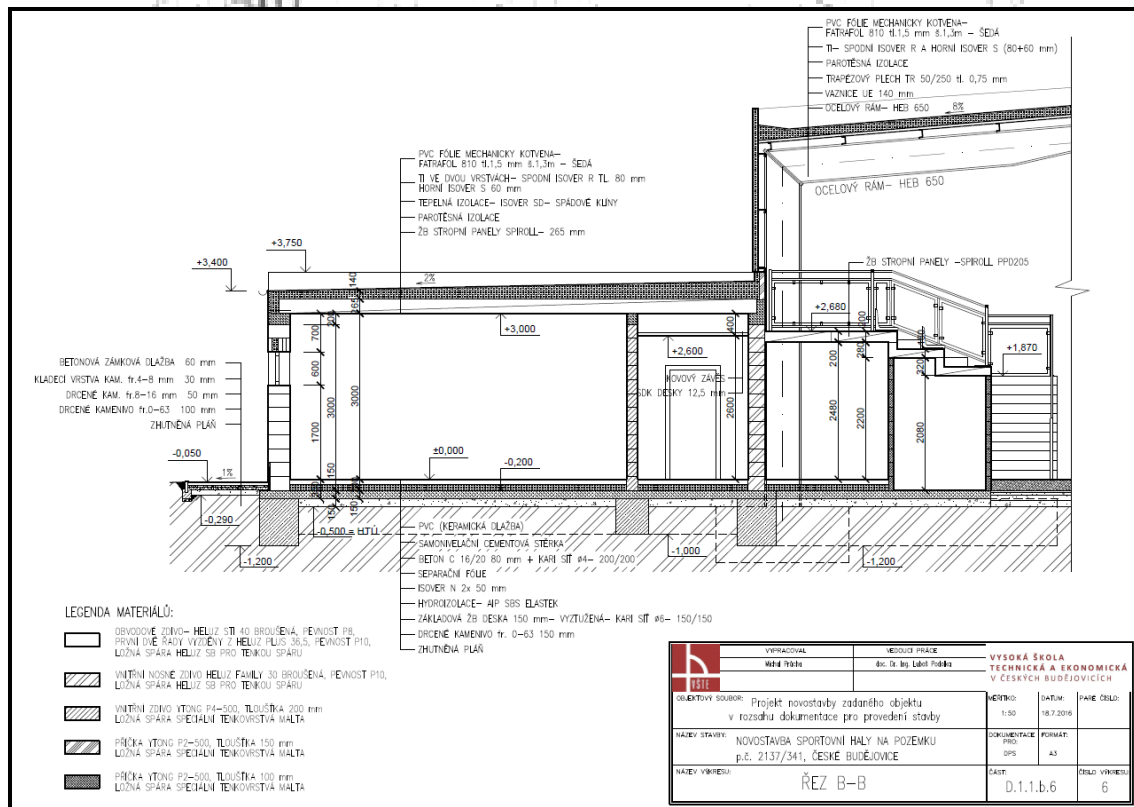 PVC FÓLIE MECHANICKY KOTVENA–
FATRAFOL 810 tl.1,5 mm š.1,3m – ŠEDÁ
TI– SPODNÍ ISOVER R A HORNÍ ISOVER S (80+60 mm)
PAROTĚSNÁ IZOLACE
TRAPÉZOVÝ PLECH TR 50/250 tl. 0,75 mm
VAZNICE UE 140 mm
OCELOVÝ RÁM– HEB 650
8%
PVC FÓLIE MECHANICKY KOTVENA–
FATRAFOL 810 tl.1,5 mm š.1,3m – ŠEDÁ
TI VE DVOU VRSTVÁCH– SPODNÍ ISOVER R TL. 80 mm
HORNÍ ISOVER S 60 mm
TEPELNÁ IZOLACE– ISOVER SD– SPÁDOVÉ KLÍNY
PAROTĚSNÁ IZOLACE
ŽB STROPNÍ PANELY SPIROLL– 265 mm
OCELOVÝ RÁM– HEB 650
ŽB STROPNÍ PANELY –SPIROLL PPD205
+3,750
+3,400
2%
140
265
200
700
600
1700
3000
3000
150
150
150
+3,000
400
+2,680
200
+2,600
280
200
320
+1,870
KOVOVÝ ZÁVĚS
SDK DESKY 12,5 mm
2600
2480
2200
2080
BETONOVÁ ZÁMKOVÁ DLAŽBA 60 mm
KLADECÍ VRSTVA KAM. fr.4–8 mm 30 mm
DRCENÉ KAM. fr.8–16 mm 50 mm
DRCENÉ KAMENIVO fr.0–63 100 mm
ZHUTNĚNÁ PLÁŇ
-0,050
1%
±0,000
-0,200
-0,290
-0,500 = HTÚ
-1,200
-1,000
-1,200
PVC (KERAMICKÁ DLAŽBA)
SAMONIVELAČNÍ CEMENTOVÁ STĚRKA
BETON C 16/20 80 mm + KARI SÍŤ ø4– 200/200
SEPARAČNÍ FÓLIE
ISOVER N 2x 50 mm
HYDROIZOLACE– AIP SBS ELASTEK
ZÁKLADOVÁ ŽB DESKA 150 mm– VYZTUŽENÁ– KARI SÍŤ ø6– 150/150
DRCENÉ KAMENIVO fr. 0–63 150 mm
ZHUTNĚNÁ PLÁŇ
LEGENDA MATERIÁLŮ:
OBVODOVÉ ZDIVO– HELUZ STI 40 BROUŠENÁ, PEVNOST P8,
PRVNÍ DVĚ ŘADY VYZDĚNY Z HELUZ PLUS 36,5, PEVNOST P10,
LOŽNÁ SPÁRA HELUZ SB PRO TENKOU SPÁRU
VNITŘNÍ NOSNÉ ZDIVO HELUZ FAMILY 30 BROUŠENÁ, PEVNOST P10,
LOŽNÁ SPÁRA HELUZ SB PRO TENKOU SPÁRU
VNITŘNÍ ZDIVO YTONG P4–500, TLOUŠŤKA 200 mm
LOŽNÁ SPÁRA SPECIÁLNÍ TENKOVRSTVÁ MALTA
PŘÍČKA YTONG P2–500, TLOUŠŤKA 150 mm
LOŽNÁ SPÁRA SPECIÁLNÍ TENKOVRSTVÁ MALTA
PŘÍČKA YTONG P2–500, TLOUŠŤKA 100 mm
LOŽNÁ SPÁRA SPECIÁLNÍ TENKOVRSTVÁ MALTA
VŠTE
VYPRACOVAL
Michal Průcha
VEDOUCÍ PRÁCE
doc. Dr. Ing. Luboš Podolka
VYSOKÁ ŠKOLA
TECHNICKÁ A EKONOMICKÁ
V ČESKÝCH BUDĚJOVICÍCH
OBJEKTOVÝ SOUBOR: Projekt novostavby zadaného objektu
v rozsahu dokumentace pro provedení stavby
MĚŘÍTKO:
1:50
DATUM:
18.7.2016
PARÉ ČÍSLO:
NÁZEV STAVBY: NOVOSTAVBA SPORTOVNÍ HALY NA POZEMKU
p.č. 2137/341, ČESKÉ BUDĚJOVICE
DOKUMENTACE
PRO:
DPS
FORMÁT:
A3
NÁZEV VÝKRESU:
ŘEZ B–B
ČÁST:
D.1.1.b.6
ČÍSLO VÝKRESU:
6